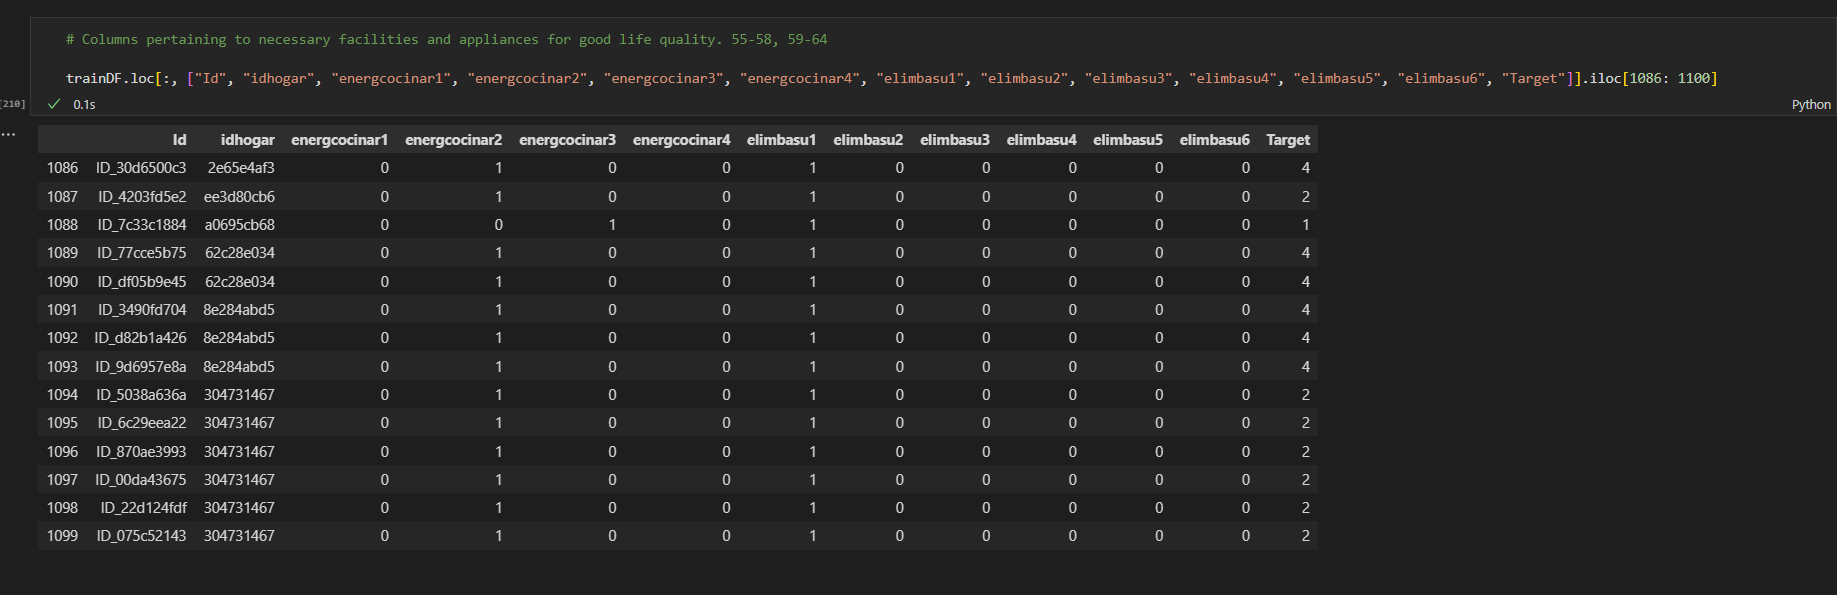 # Columns pertaining to necessary facilities and appliances for good life quality. 55-58, 59-64
trainDF.loc[:, ["Id", "idhogar", "energcocinar1", "energcocinar2", "energcocinar3", "energcocinar4", "elimbasu1", "elimbasu2", "elimbasu3", "elimbasu4", "elimbasu5", "elimbasu6", "Target"]].iloc[1086: 1100]
[210] ✓ 0.1s Python
...
Id idhogar energcocinar1 energcocinar2 energcocinar3 energcocinar4 elimbasu1 elimbasu2 elimbasu3 elimbasu4 elimbasu5 elimbasu6 Target
1086 ID_30d6500c3 2e65e4af3 0 1 0 0 1 0 0 0 0 0 4
1087 ID_4203fd5e2 ee3d80cb6 0 1 0 0 1 0 0 0 0 0 2
1088 ID_7c33c1884 a0695cb68 0 0 1 0 1 0 0 0 0 0 1
1089 ID_77cce5b75 62c28e034 0 1 0 0 1 0 0 0 0 0 4
1090 ID_df05b9e45 62c28e034 0 1 0 0 1 0 0 0 0 0 4
1091 ID_3490fd704 8e284abd5 0 1 0 0 1 0 0 0 0 0 4
1092 ID_d82b1a426 8e284abd5 0 1 0 0 1 0 0 0 0 0 4
1093 ID_9d6957e8a 8e284abd5 0 1 0 0 1 0 0 0 0 0 4
1094 ID_5038a636a 304731467 0 1 0 0 1 0 0 0 0 0 2
1095 ID_6c29eea22 304731467 0 1 0 0 1 0 0 0 0 0 2
1096 ID_870ae3993 304731467 0 1 0 0 1 0 0 0 0 0 2
1097 ID_00da43675 304731467 0 1 0 0 1 0 0 0 0 0 2
1098 ID_22d124fdf 304731467 0 1 0 0 1 0 0 0 0 0 2
1099 ID_075c52143 304731467 0 1 0 0 1 0 0 0 0 0 2